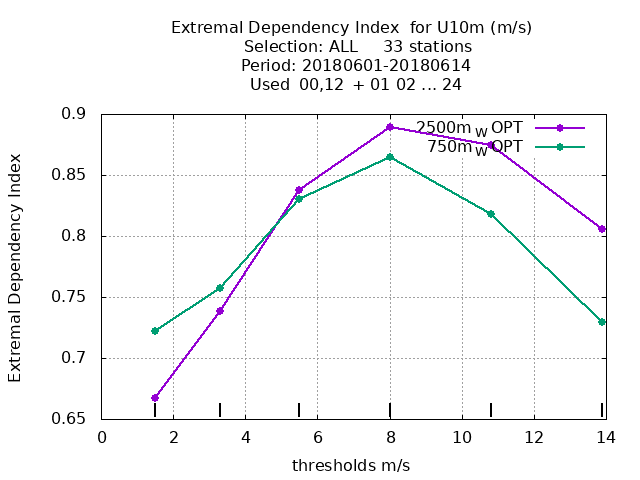 Extremal Dependency Index  for U10m (m/s)
Selection: ALL     33 stations
Period: 20180601-20180614
Used  00,12  + 01 02 ... 24
2500m W OPT
750m W OPT
0.9
0.85
0.8
0.75
0.7
0.65
Extremal Dependency Index
0 2 4 6 8 10 12 14
thresholds m/s